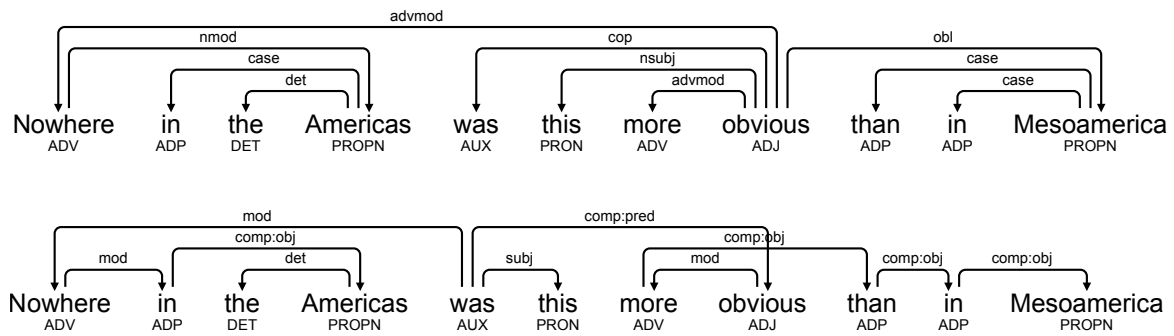 advmod
nmod cop obl
case nsubj case
det advmod case
Nowhere in the Americas was this more obvious than in Mesoamerica
ADV ADP DET PROPN AUX PRON ADV ADJ ADP ADP PROPN
mod comp:pred
comp:obj comp:obj
mod det subj mod comp:obj comp:obj
Nowhere in the Americas was this more obvious than in Mesoamerica
ADV ADP DET PROPN AUX PRON ADV ADJ ADP ADP PROPN